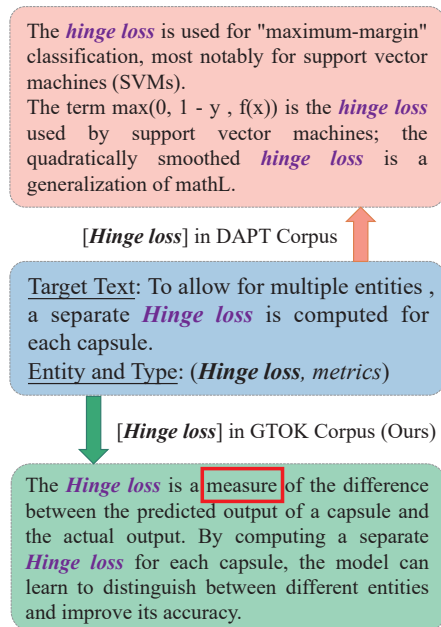 The hinge loss is used for "maximum-margin"
classification, most notably for support vector
machines (SVMs).
The term max(0, 1 - y , f(x)) is the hinge loss
used by support vector machines; the
quadratically smoothed hinge loss is a
generalization of mathL.
[Hinge loss] in DAPT Corpus
Target Text: To allow for multiple entities ,
a separate Hinge loss is computed for
each capsule.
Entity and Type: (Hinge loss, metrics)
[Hinge loss] in GTOK Corpus (Ours)
The Hinge loss is a measure of the difference
between the predicted output of a capsule and
the actual output. By computing a separate
Hinge loss for each capsule, the model can
learn to distinguish between different entities
and improve its accuracy.